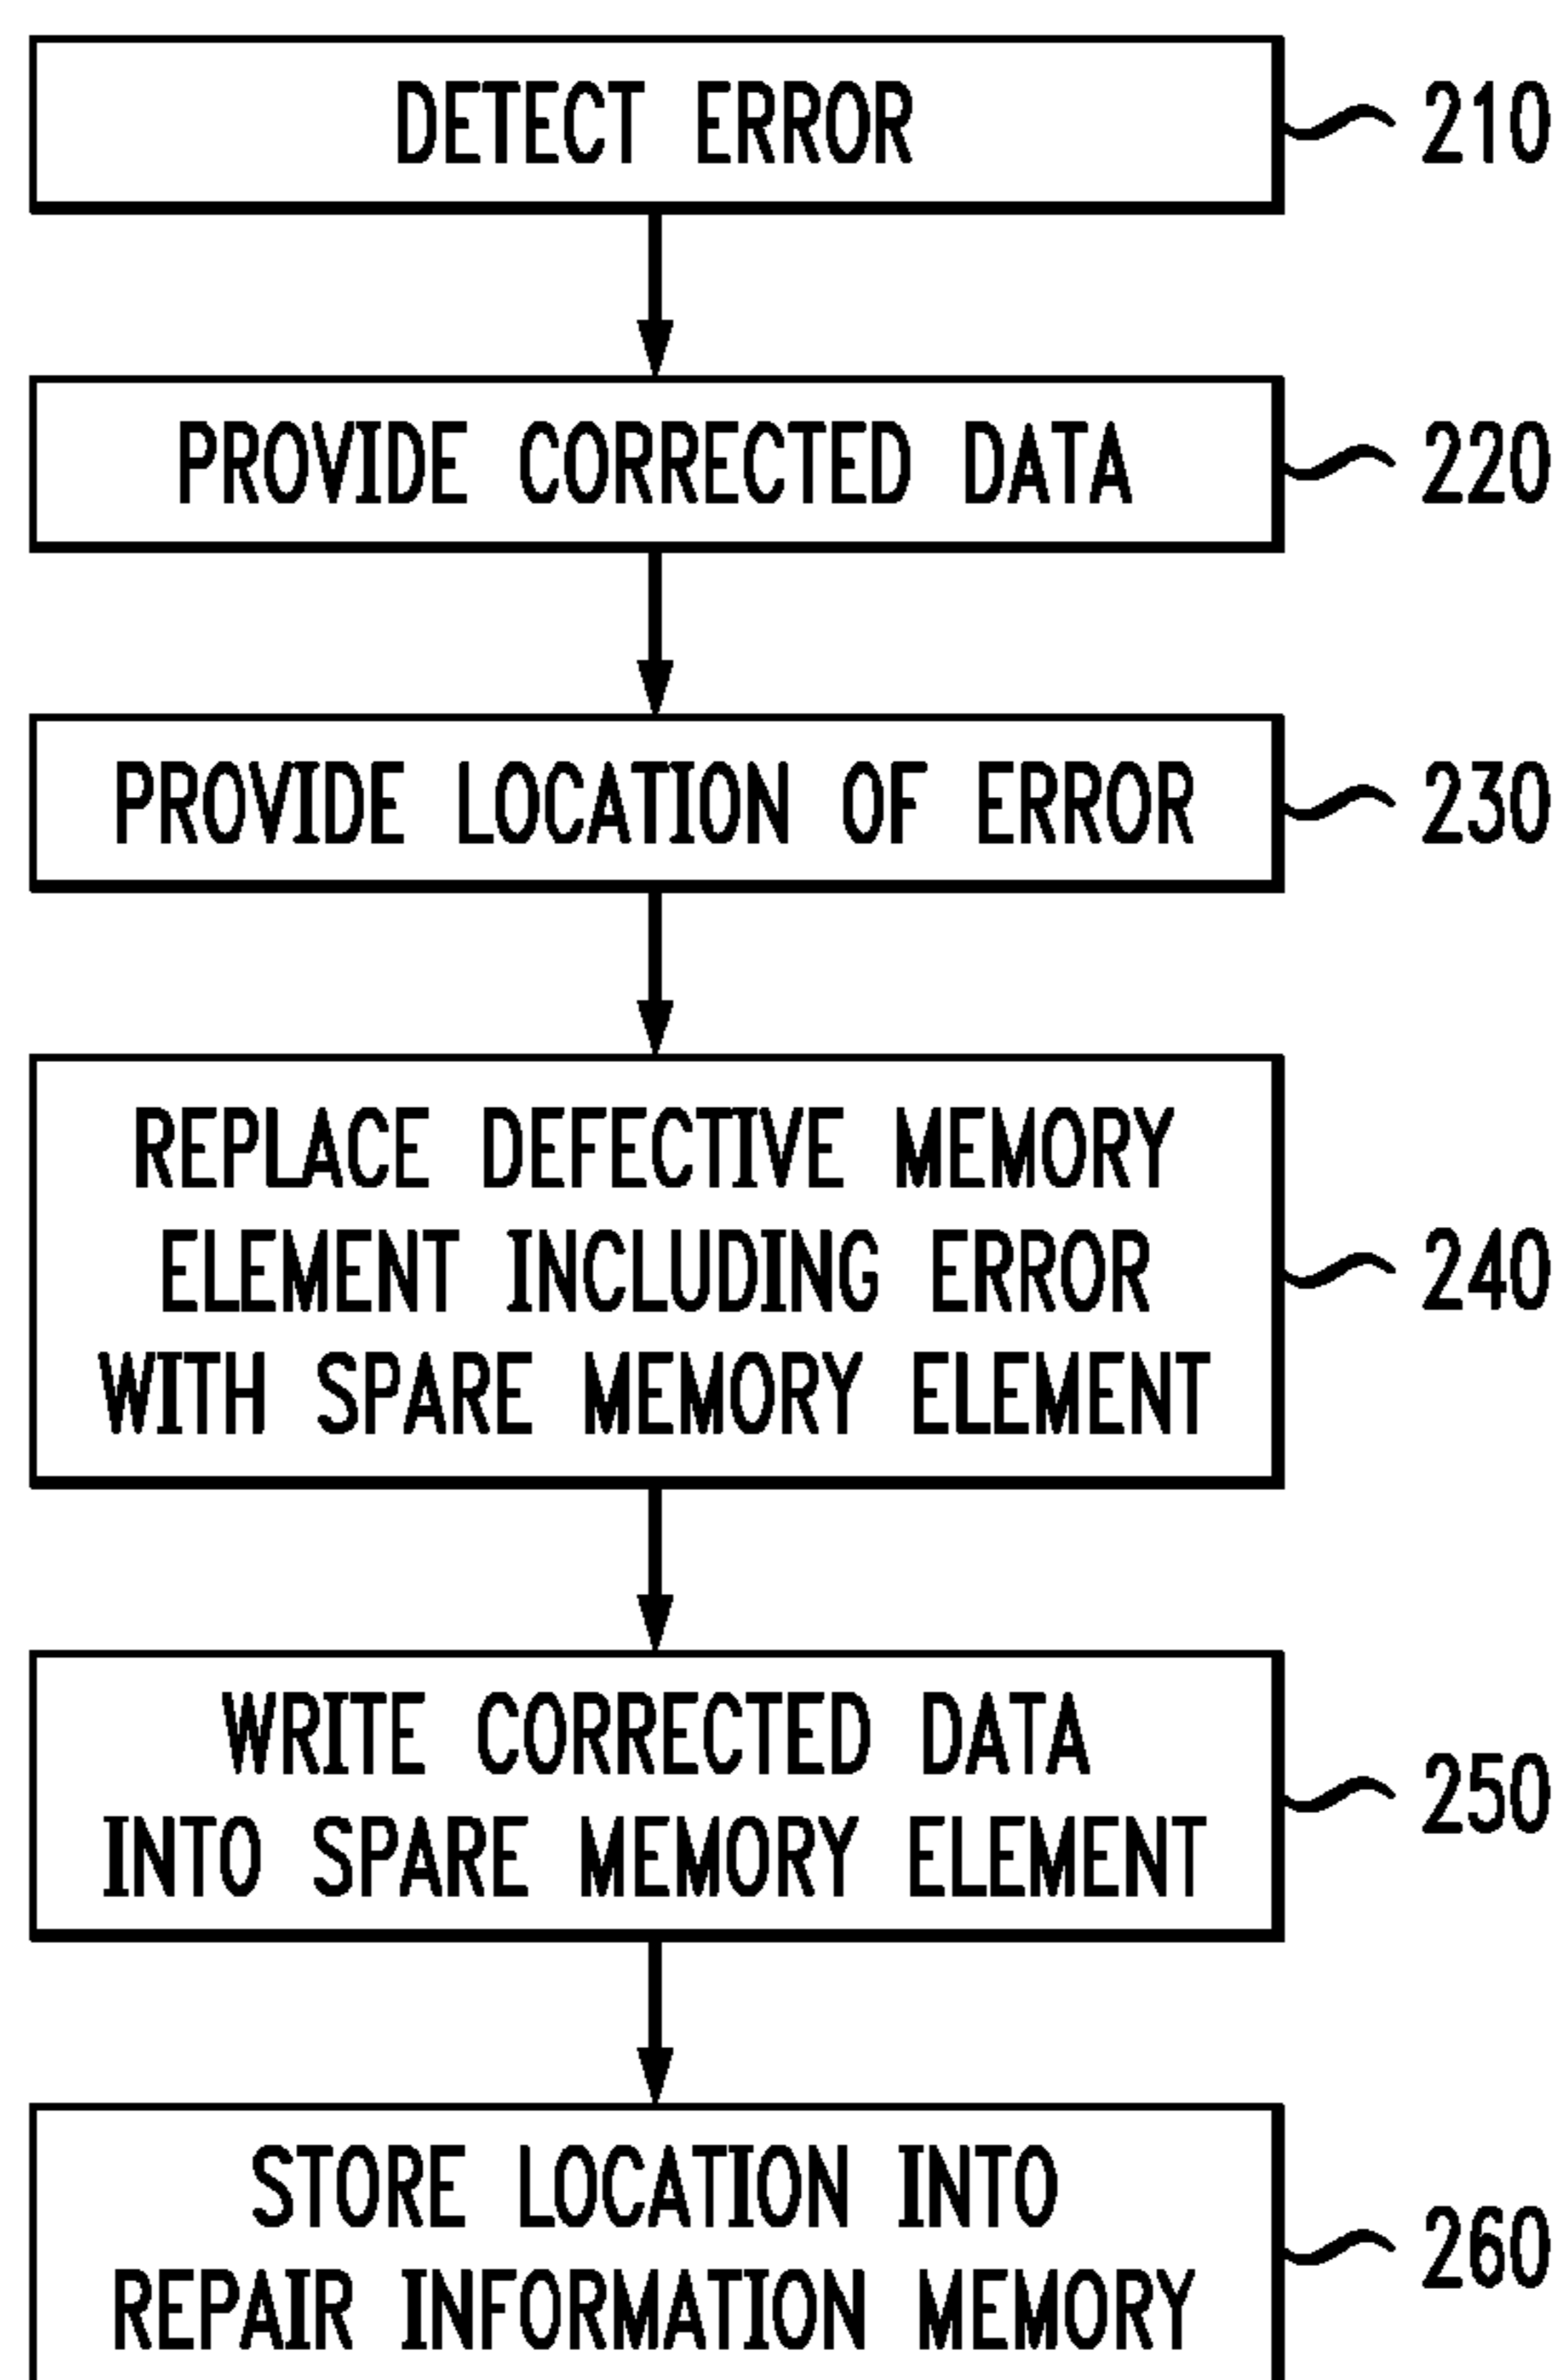 DETECT ERROR
210
PROVIDE CORRECTED DATA
220
PROVIDE LOCATION OF ERROR
230
REPLACE DEFECTIVE MEMORY
ELEMENT INCLUDING ERROR
WITH SPARE MEMORY ELEMENT
240
WRITE CORRECTED DATA
INTO SPARE MEMORY ELEMENT
250
STORE LOCATION INTO
REPAIR INFORMATION MEMORY
260